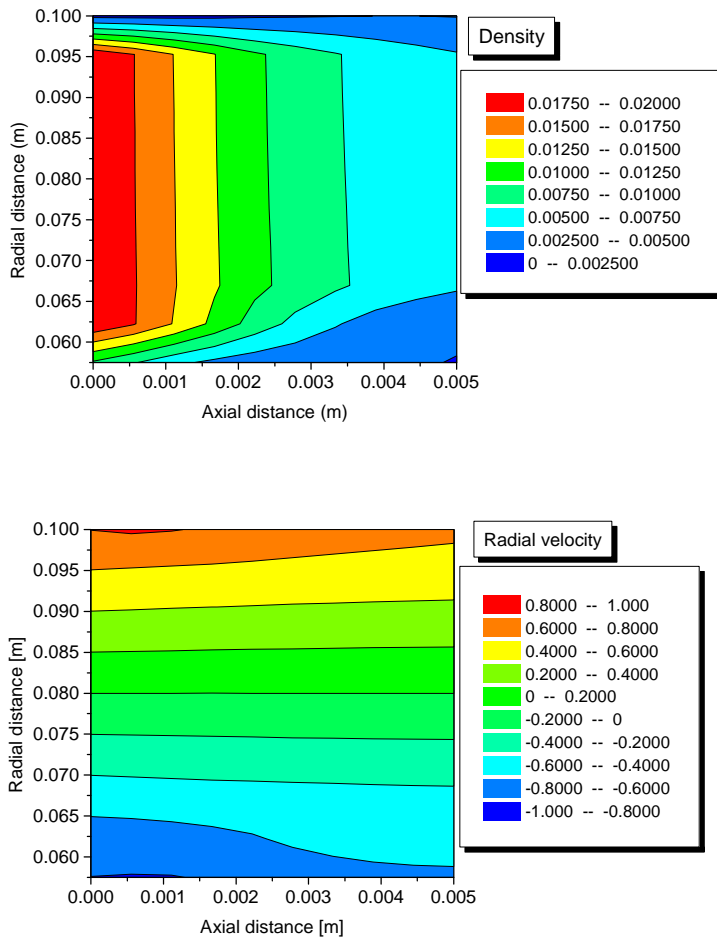 Density
0.100
0.095
0.090
0.085
0.080
0.075
0.070
0.065
0.060
Radial distance (m)
0.000 0.001 0.002 0.003 0.004 0.005
Axial distance (m)
0.01750 -- 0.02000
0.01500 -- 0.01750
0.01250 -- 0.01500
0.01000 -- 0.01250
0.00750 -- 0.01000
0.00500 -- 0.00750
0.002500 -- 0.00500
0 -- 0.002500
Radial velocity
0.100
0.095
0.090
0.085
0.080
0.075
0.070
0.065
0.060
Radial distance [m]
0.000 0.001 0.002 0.003 0.004 0.005
Axial distance [m]
0.8000 -- 1.000
0.6000 -- 0.8000
0.4000 -- 0.6000
0.2000 -- 0.4000
0 -- 0.2000
-0.2000 -- 0
-0.4000 -- -0.2000
-0.6000 -- -0.4000
-0.8000 -- -0.6000
-1.000 -- -0.8000